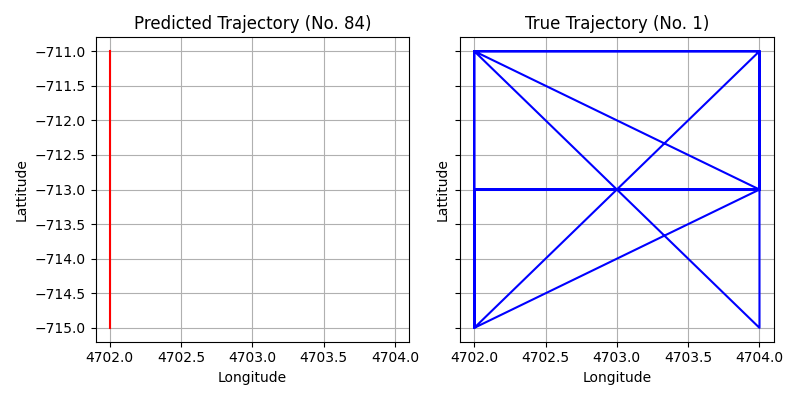 Predicted Trajectory (No. 84)
Lattitude
−711.0
−711.5
−712.0
−712.5
−713.0
−713.5
−714.0
−714.5
−715.0
4702.0 4702.5 4703.0 4703.5 4704.0
Longitude
True Trajectory (No. 1)
Lattitude
4702.0 4702.5 4703.0 4703.5 4704.0
Longitude